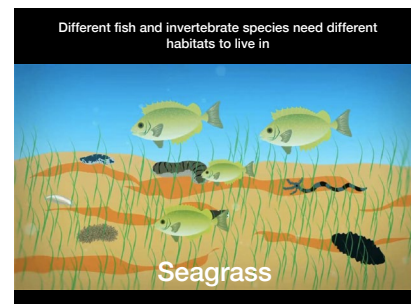 Different fish and invertebrate species need different
habitats to live in
Seagrass